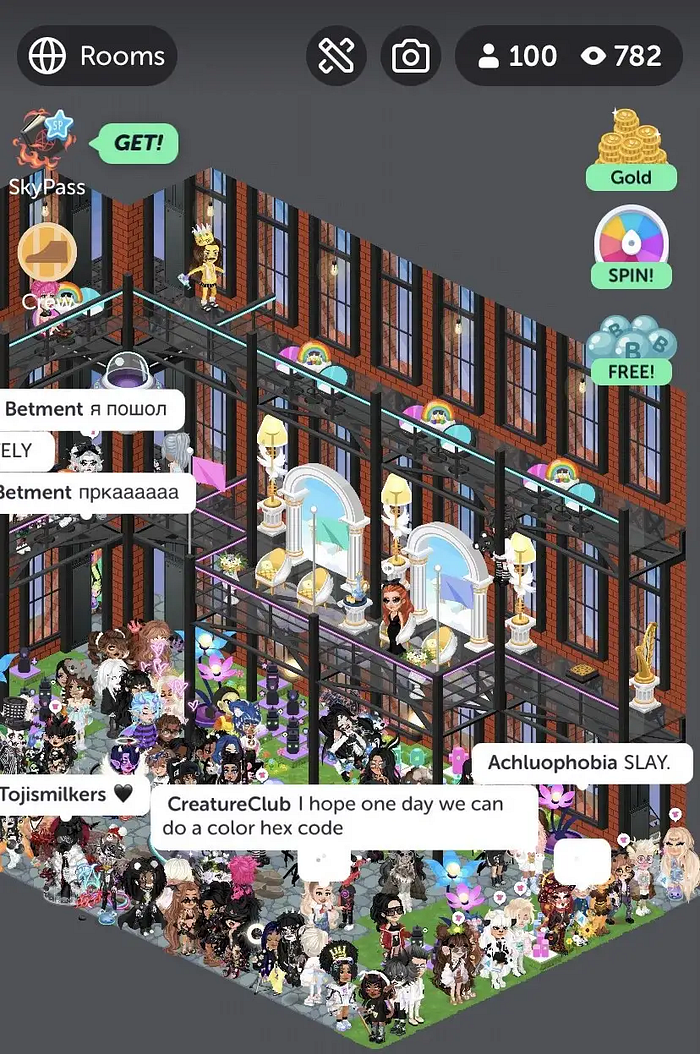 Rooms
100
782
SP
GET!
SkyPass
Gold
Crew
SPIN!
B B B
FREE!
Betment я пошол
ELY
Betment пркаааааа
Achluophobia SLAY.
Tojismilkers 🖤
CreatureClub I hope one day we can
do a color hex code